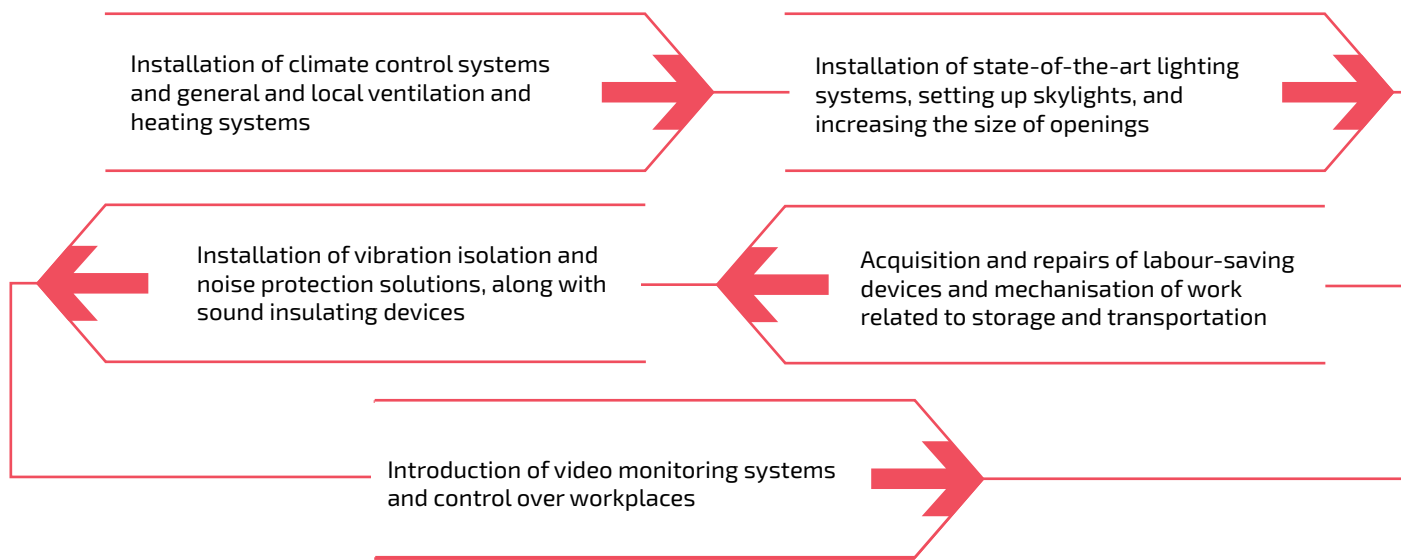 Installation of climate control systems
and general and local ventilation and
heating systems
Installation of state-of-the-art lighting
systems, setting up skylights, and
increasing the size of openings
Acquisition and repairs of labour-saving
devices and mechanisation of work
related to storage and transportation
Installation of vibration isolation and
noise protection solutions, along with
sound insulating devices
Introduction of video monitoring systems
and control over workplaces